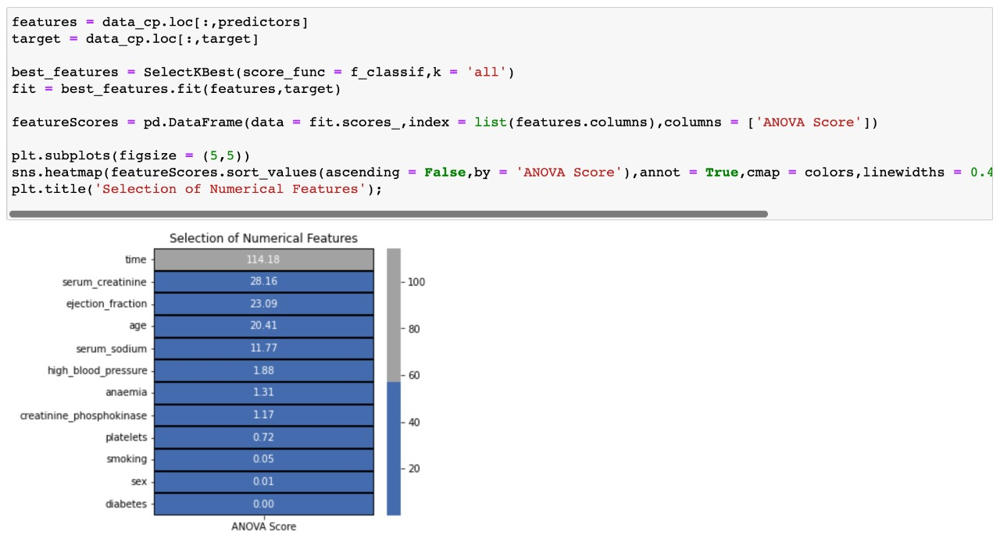 features = data_cp.loc[:,predictors]
target = data_cp.loc[:,target]
best_features = SelectKBest(score_func = f_classif,k = 'all')
fit = best_features.fit(features,target)
featureScores = pd.DataFrame(data = fit.scores_,index = list(features.columns),columns = ['ANOVA Score'])
plt.subplots(figsize = (5,5))
sns.heatmap(featureScores.sort_values(ascending = False,by = 'ANOVA Score'),annot = True,cmap = colors,linewidths = 0.4
plt.title('Selection of Numerical Features');
Selection of Numerical Features
time 114.18
serum_creatinine 28.16 100
ejection_fraction 23.09
age 20.41 80
serum_sodium 11.77
high_blood_pressure 1.88 60
anaemia 1.31
creatinine_phosphokinase 1.17 40
platelets 0.72
smoking 0.05 20
sex 0.01
diabetes 0.00
ANOVA Score